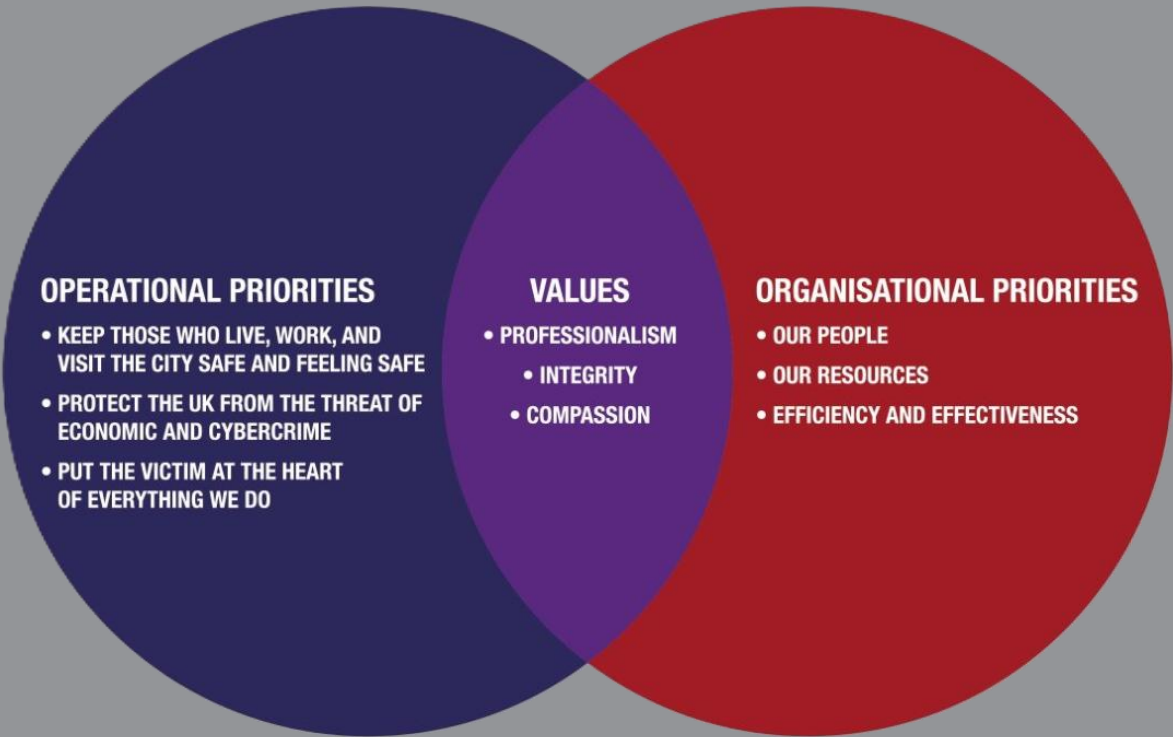 OPERATIONAL PRIORITIES
• KEEP THOSE WHO LIVE, WORK, AND
VISIT THE CITY SAFE AND FEELING SAFE
• PROTECT THE UK FROM THE THREAT OF
ECONOMIC AND CYBERCRIME
• PUT THE VICTIM AT THE HEART
OF EVERYTHING WE DO
VALUES
• PROFESSIONALISM
• INTEGRITY
• COMPASSION
ORGANISATIONAL PRIORITIES
• OUR PEOPLE
• OUR RESOURCES
• EFFICIENCY AND EFFECTIVENESS